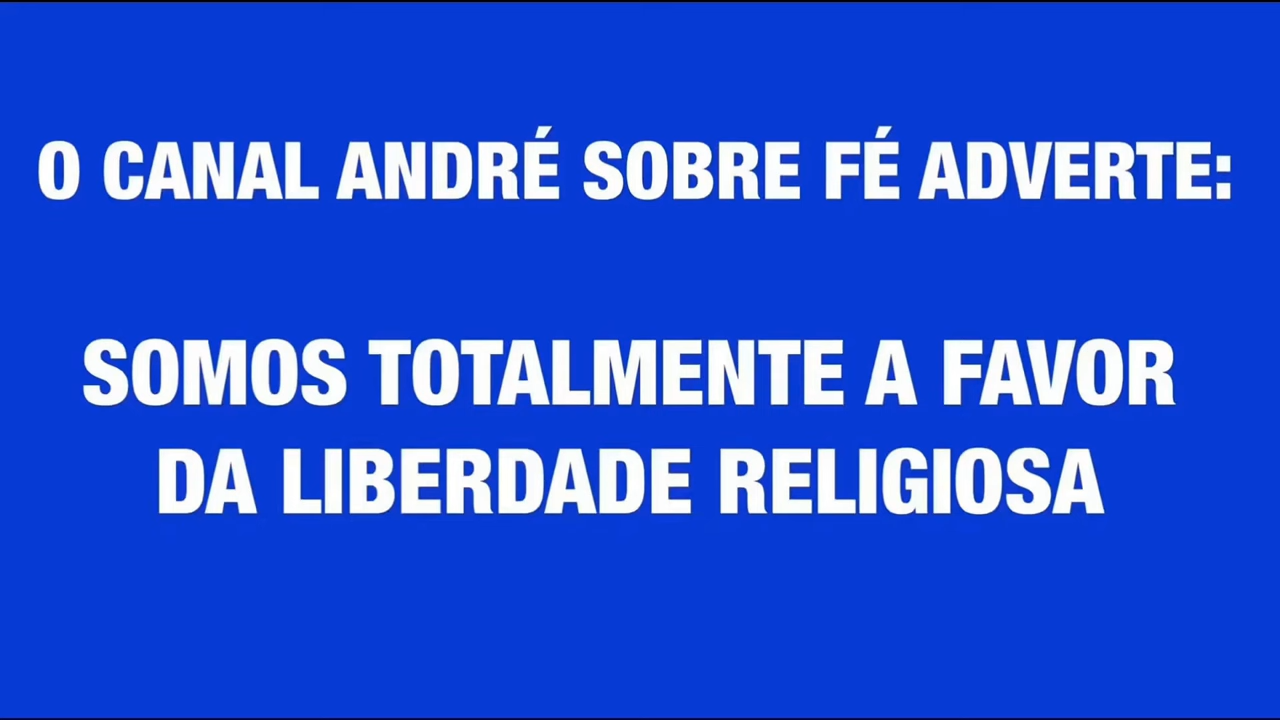 O CANAL ANDRÉ SOBRE FÉ ADVERTE:
SOMOS TOTALMENTE A FAVOR
DA LIBERDADE RELIGIOSA